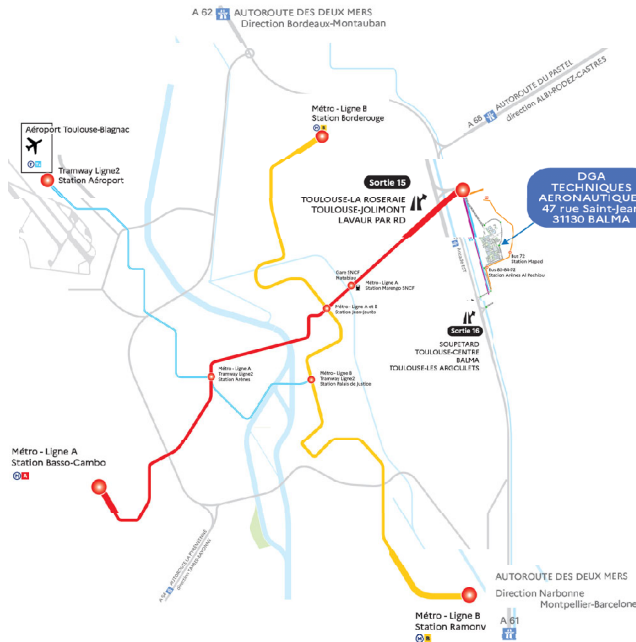 A 62
AUTOROUTE DES DEUX MERS
Direction Bordeaux-Montauban
A 68
AUTOROUTE DU PASTEL
direction ALBI-RODEZ-CASTRES
Aéroport Toulouse-Blagnac
Tramway Ligne2
Station Aéroport
Métro - Ligne B
Station Borderouge
M B
Sortie 15
TOULOUSE-LA ROSERAIE
TOULOUSE-JOLIMONT
LAVAUR PAR RD
DGA
TECHNIQUES
AERONAUTIQUE
47 rue Saint-Jean
31130 BALMA
Bus 72
Gare SNCF
Matabiau
Métro - Ligne A
Station Marengo SNCF
Métro - Ligne A et B
Station Jean Jaurès
Sortie 16
SOUPETARD
TOULOUSE-CENTRE
BALMA
TOULOUSE-LES ARGOULETS
Métro - Ligne A
Tramway Ligne2
Station Arènes
Métro - Ligne B
Tramway Ligne2
Station Palais de Justice
Métro - Ligne A
Station Basso-Cambo
M A
A 64
AUTOROUTE LA PYRENEENNE
AUTOROUTE DES DEUX MERS
Direction Narbonne
Montpellier-Barcelone
A 61
Métro - Ligne B
Station Ramonv
M B